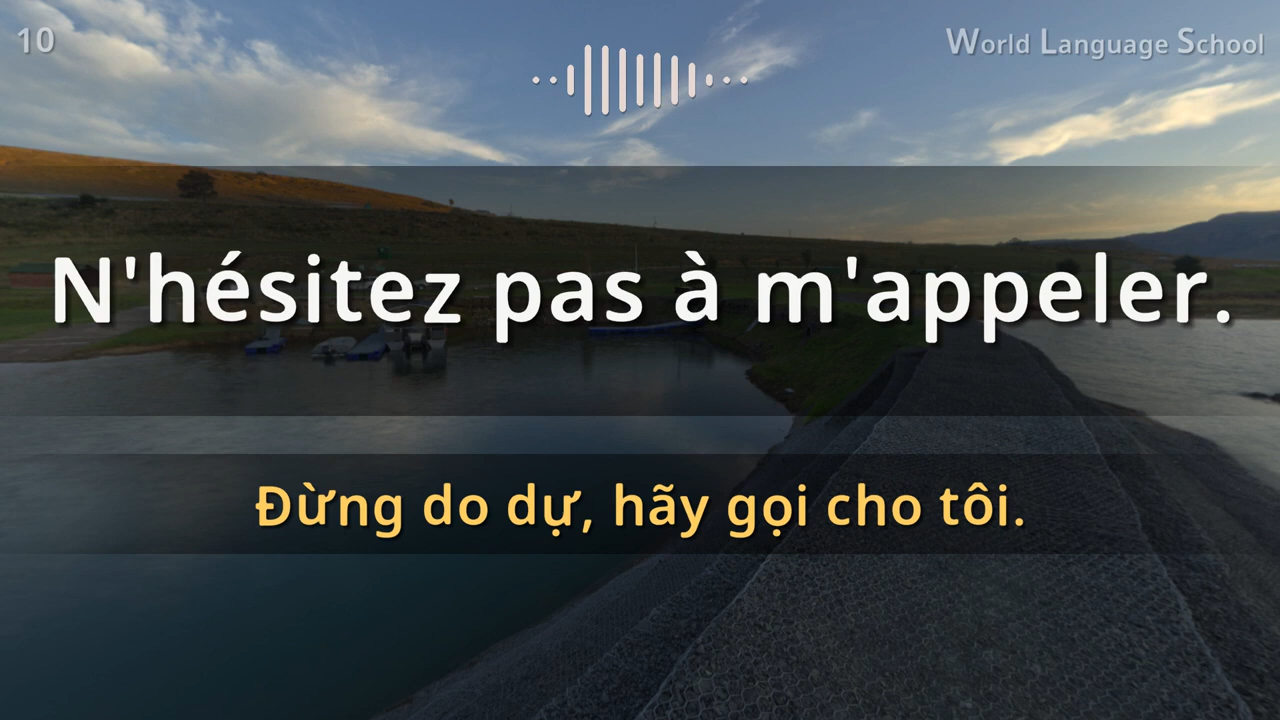 10
World Language School
N'hésitez pas à m'appeler.
Đừng do dự, hãy gọi cho tôi.